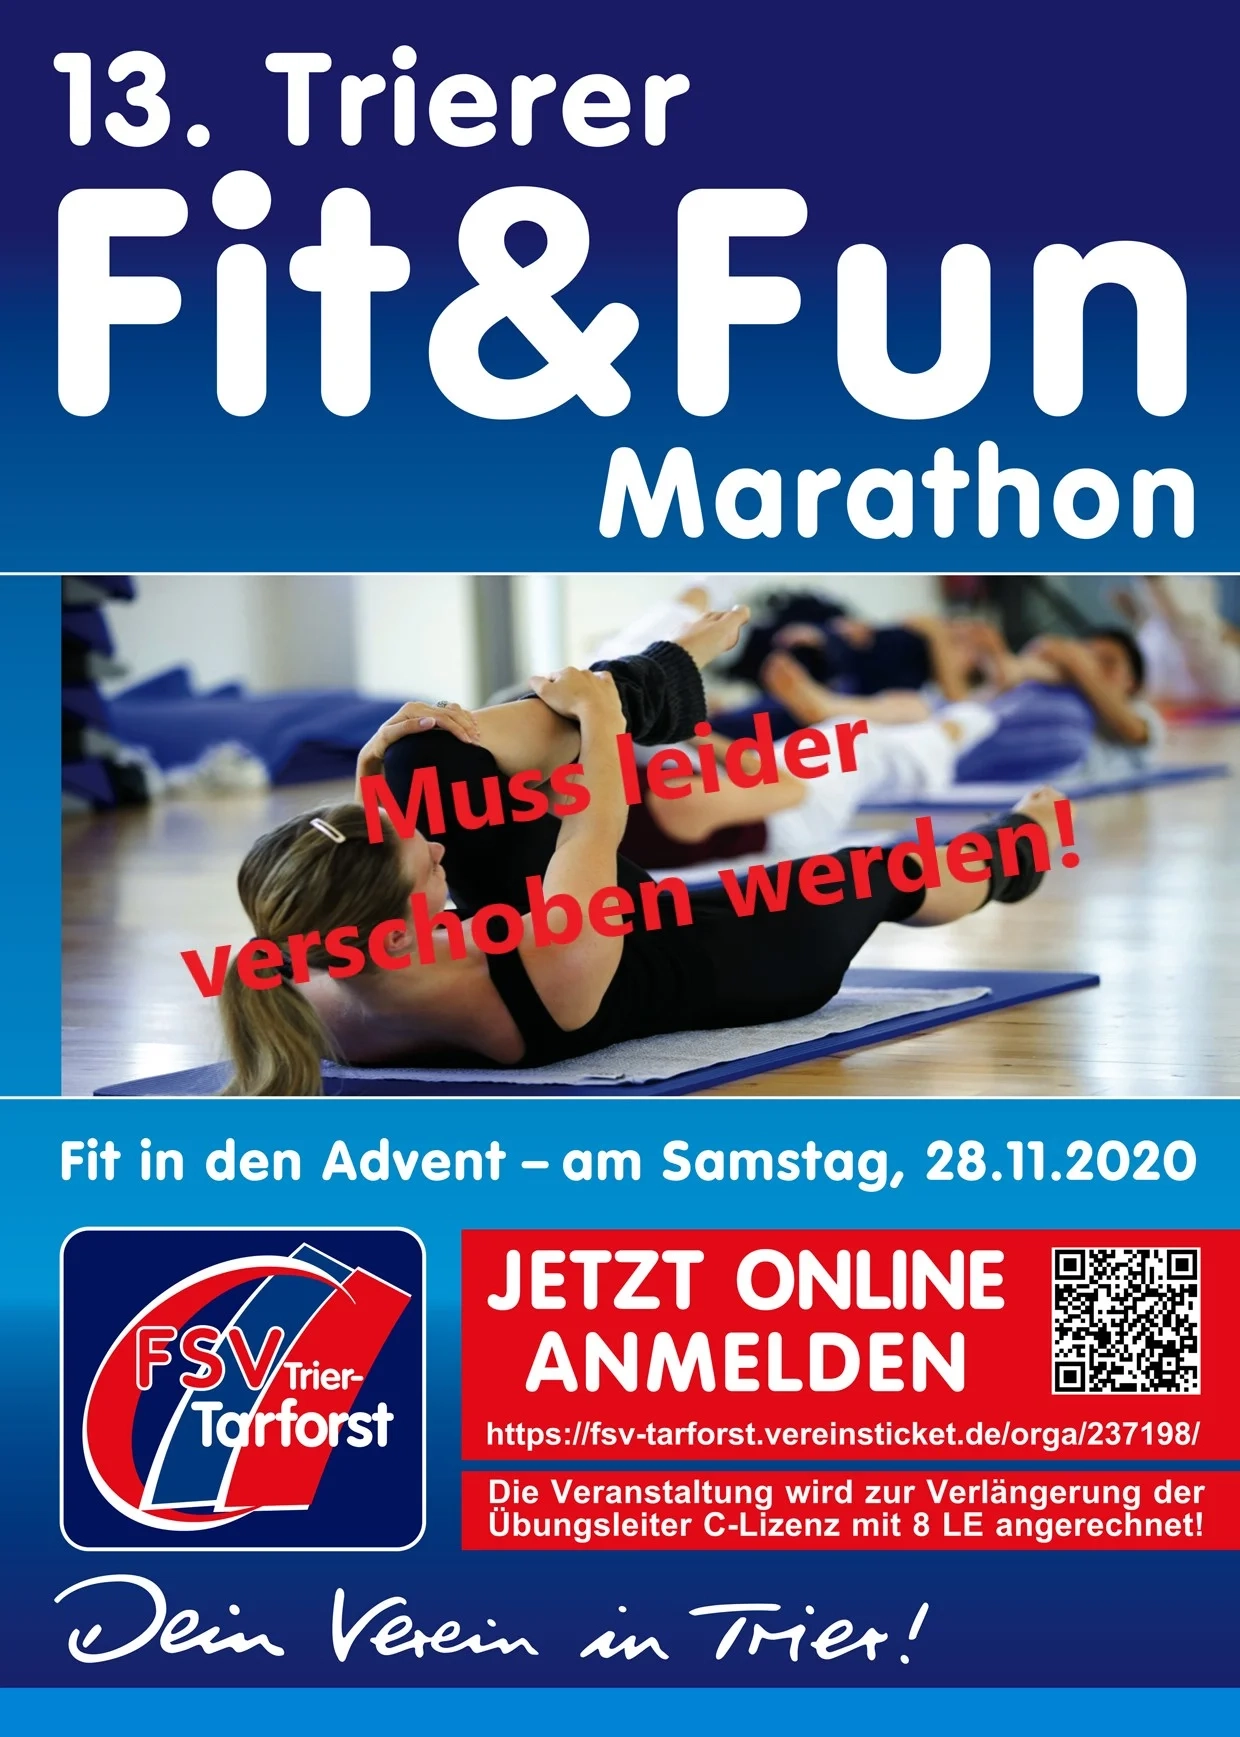 13. Trierer
Fit&Fun
Marathon
Muss leider
verschoben werden!
Fit in den Advent – am Samstag, 28.11.2020
FSV Trier-
Tarforst
JETZT ONLINE
ANMELDEN
https://fsv-tarforst.vereinsticket.de/orga/237198/
Die Veranstaltung wird zur Verlängerung der
Übungsleiter C-Lizenz mit 8 LE angerechnet!
Dein Verein in Trier!